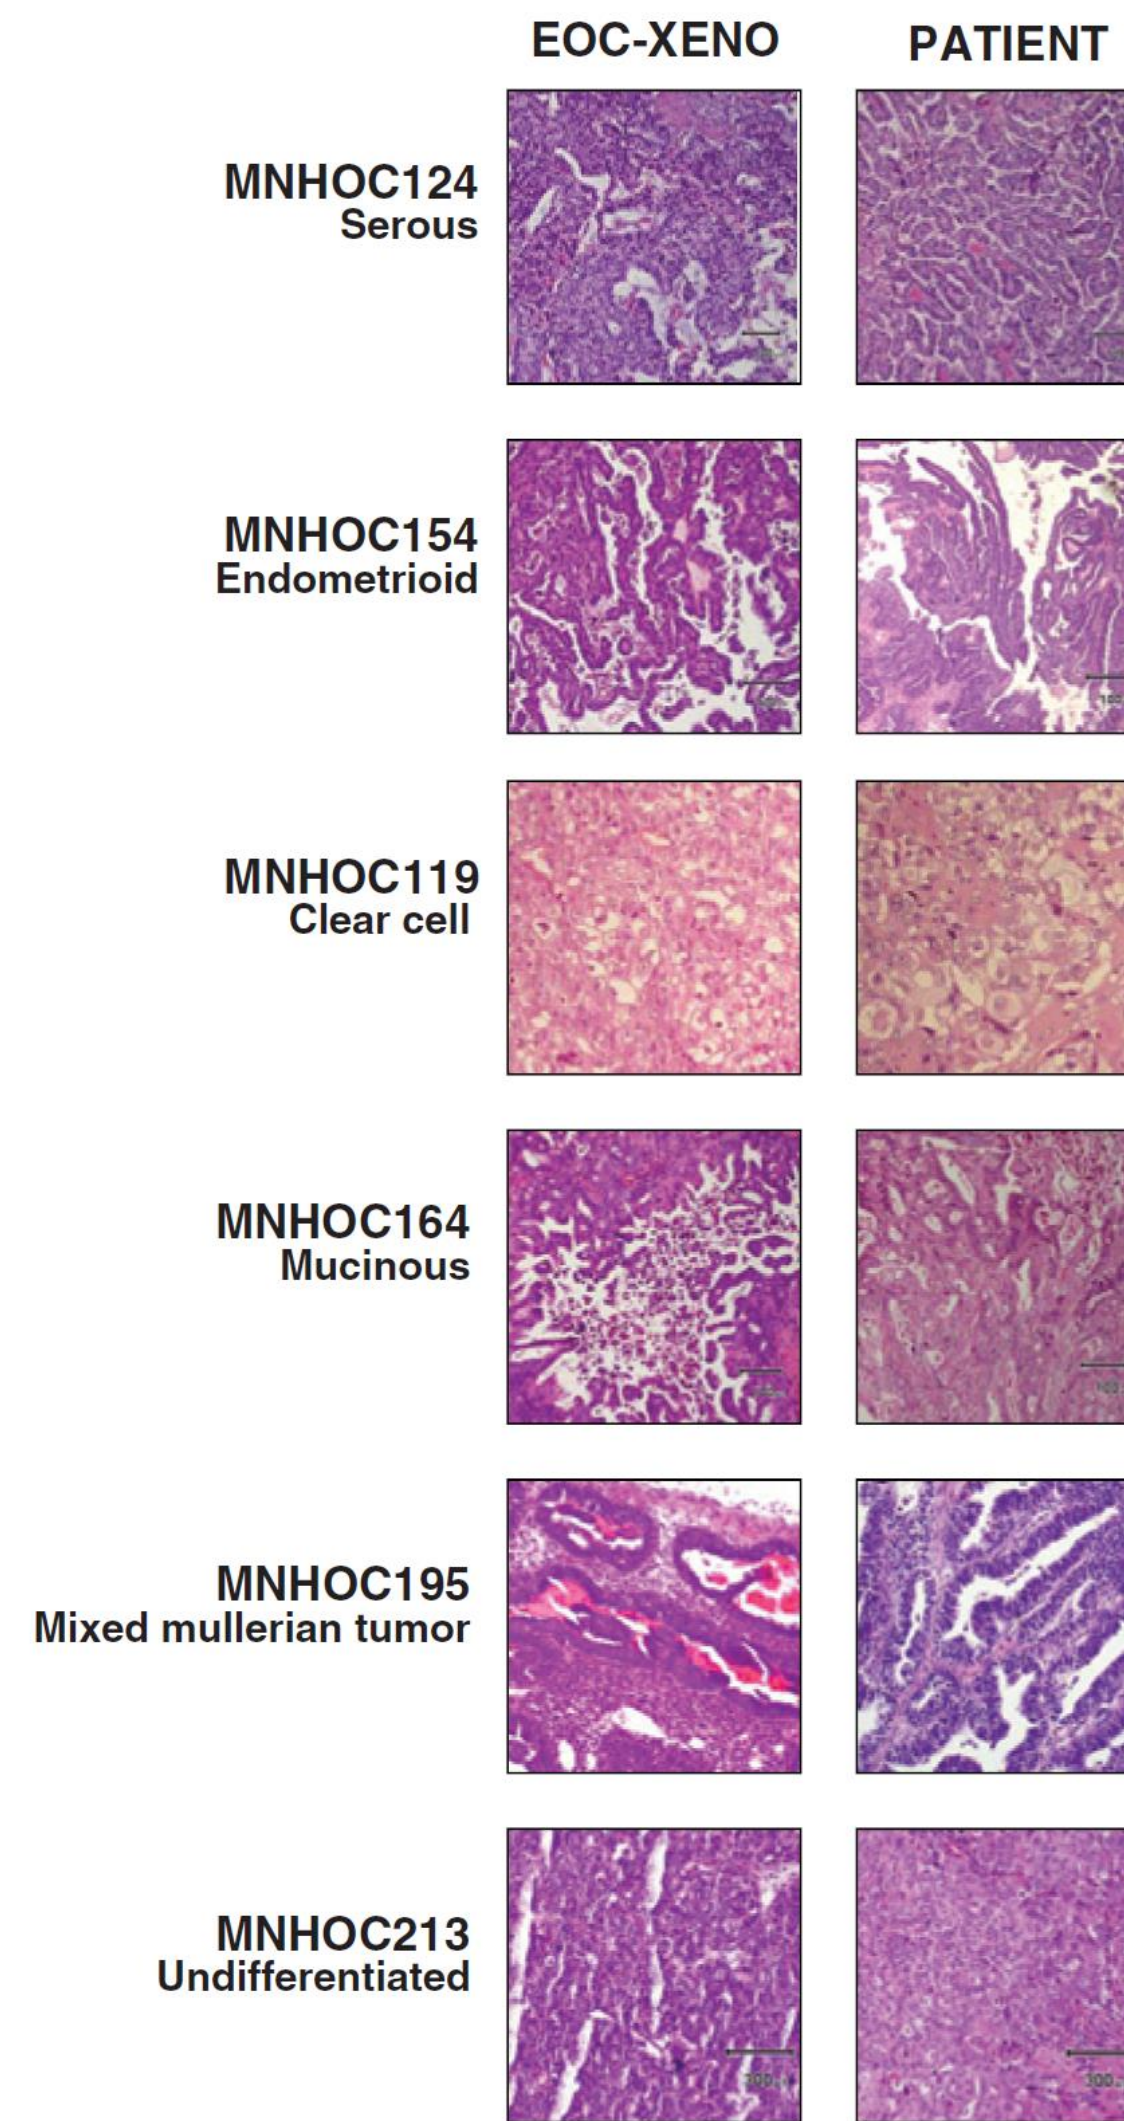 EOC-XENO PATIENT
MNHOC124
Serous
MNHOC154
Endometrioid
MNHOC119
Clear cell
MNHOC164
Mucinous
MNHOC195
Mixed mullerian tumor
MNHOC213
Undifferentiated